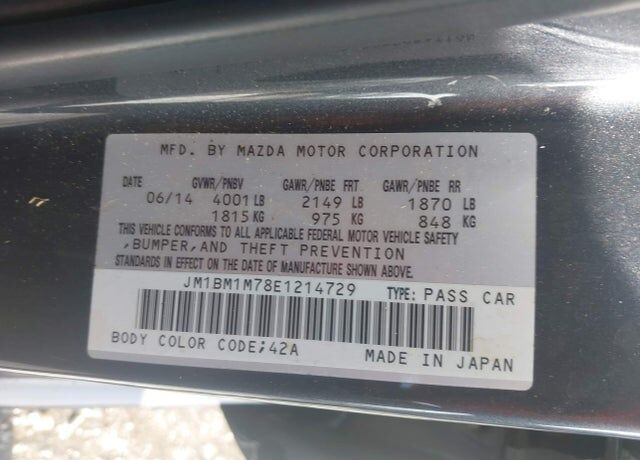 MFD. BY MAZDA MOTOR CORPORATION
DATE GVWR/PNBV GAWR/PNBE FRT GAWR/PNBE RR
06/14 4001 LB 2149 LB 1870 LB
1815 KG 975 KG 848 KG
THIS VEHICLE CONFORMS TO ALL APPLICABLE FEDERAL MOTOR VEHICLE SAFETY
,BUMPER,AND THEFT PREVENTION
STANDARDS IN EFFECT ON THE DATE OF MANUFACTURE SHOWN ABOVE.
JM1BM1M78E1214729 TYPE: PASS CAR
BODY COLOR CODE;42A MADE IN JAPAN